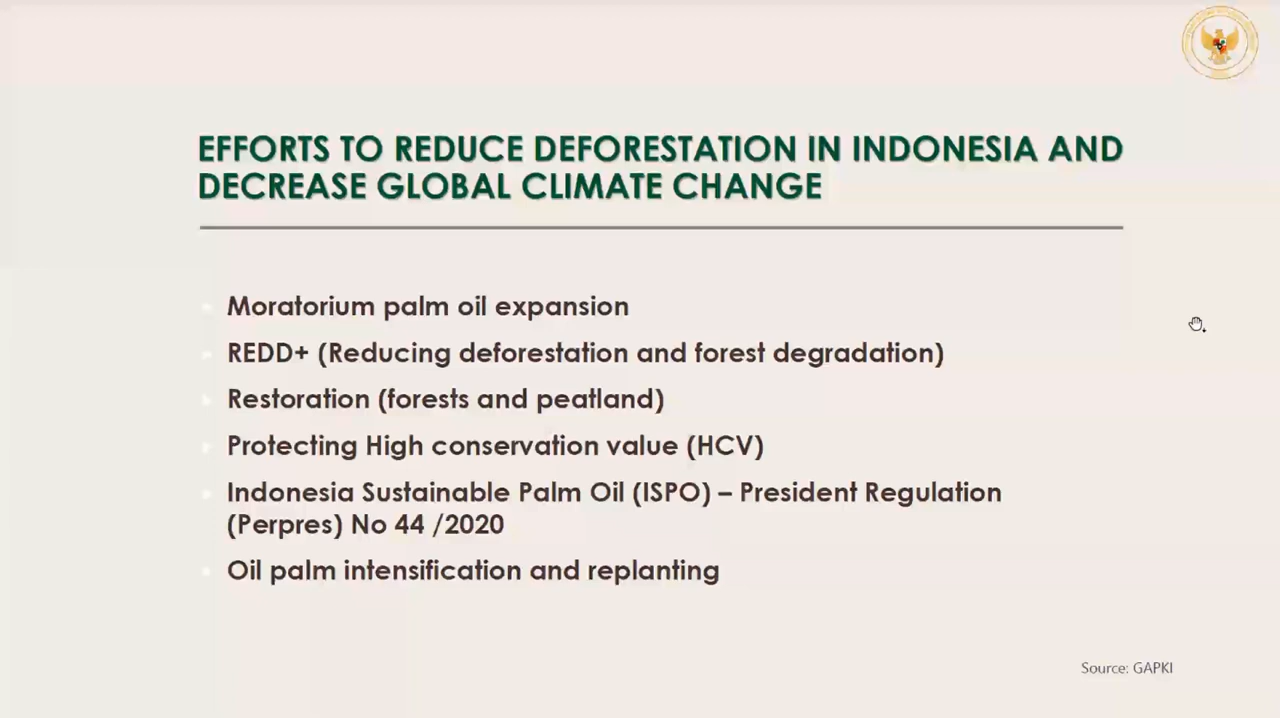 EFFORTS TO REDUCE DEFORESTATION IN INDONESIA AND
DECREASE GLOBAL CLIMATE CHANGE
Moratorium palm oil expansion
REDD+ (Reducing deforestation and forest degradation)
Restoration (forests and peatland)
Protecting High conservation value (HCV)
Indonesia Sustainable Palm Oil (ISPO) – President Regulation
(Perpres) No 44 /2020
Oil palm intensification and replanting
Source: GAPKI